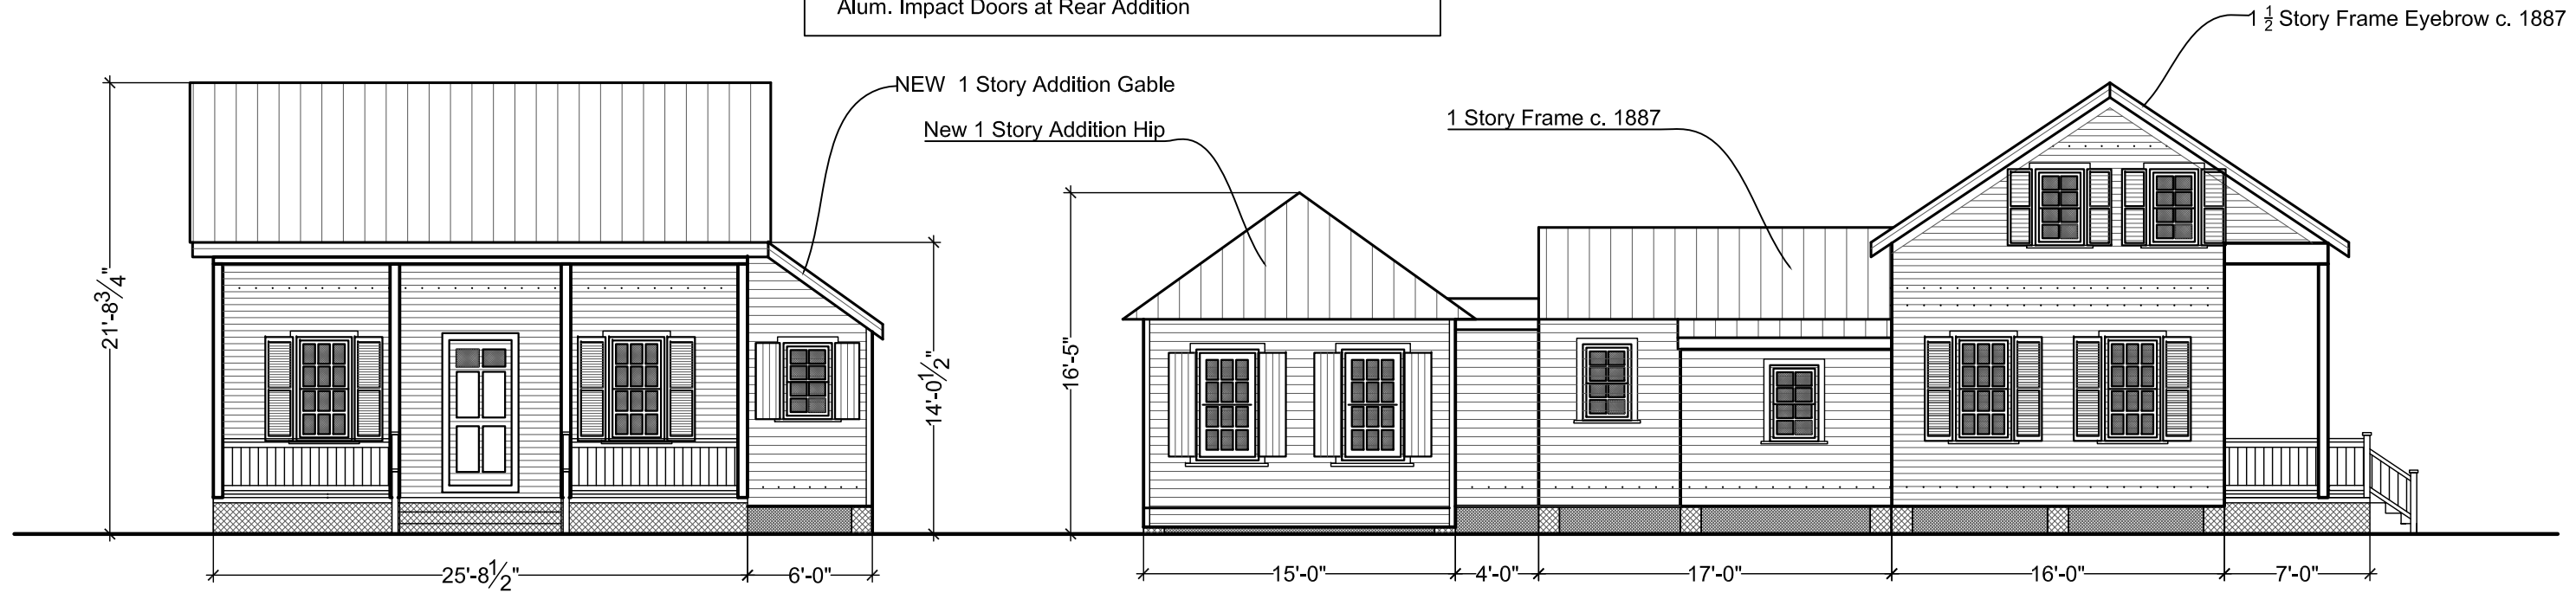 Alum. Impact Doors at Rear Addition
1 1/2 Story Frame Eyebrow c. 1887
NEW 1 Story Addition Gable
New 1 Story Addition Hip
1 Story Frame c. 1887
21'-8 3/4"
14'-0 1/2"
16'-5"
25'-8 1/2"
6'-0"
15'-0"
4'-0"
17'-0"
16'-0"
7'-0"